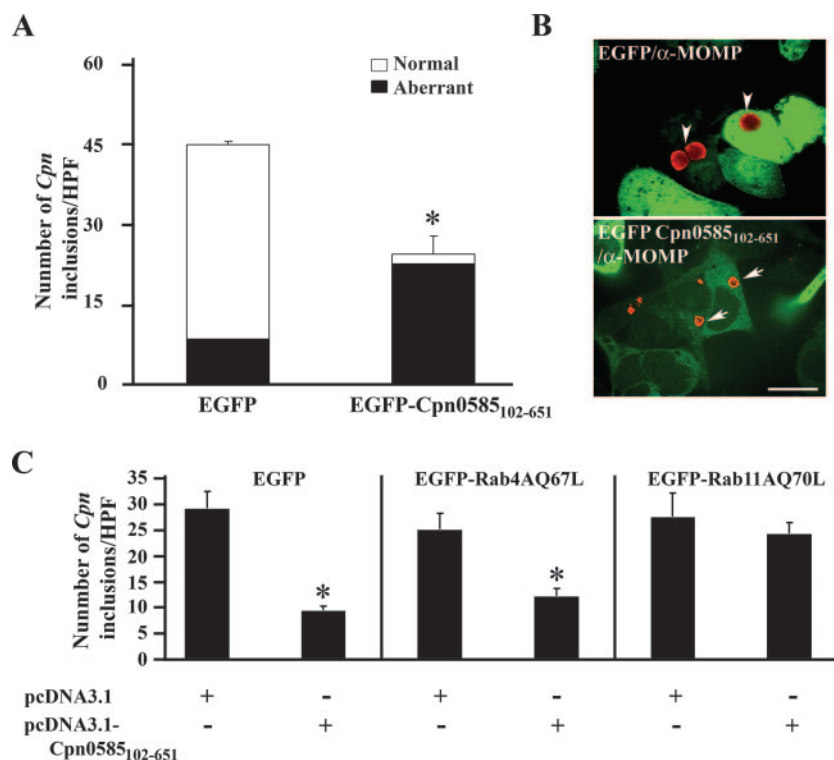 A
Nunmber of Cpn
inclusions/HPF
60
45
30
15
0
Normal
Aberrant
*
EGFP
EGFP-Cpn0585102-651
B
EGFP/α-MOMP
EGFP Cpn0585102-651
/α-MOMP
C
Nunmber of Cpn
inclusions/HPF
35
30
25
20
15
10
5
0
EGFP
EGFP-Rab4AQ67L
EGFP-Rab11AQ70L
*
*
pcDNA3.1 + - + - + -
pcDNA3.1- - + - + - +
Cpn0585102-651